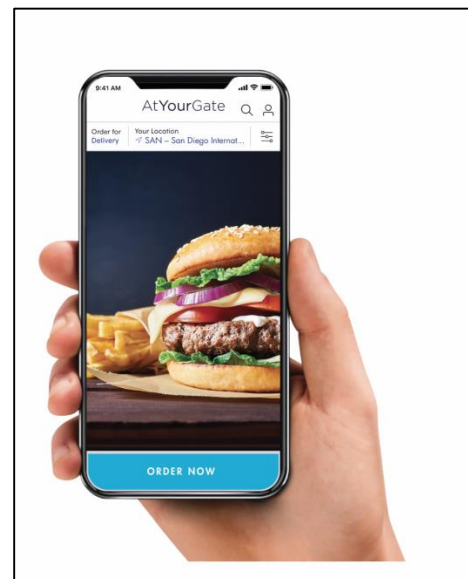 9:41 AM
AtYourGate
Order for
Delivery
Your Location
SAN – San Diego Internat...
ORDER NOW